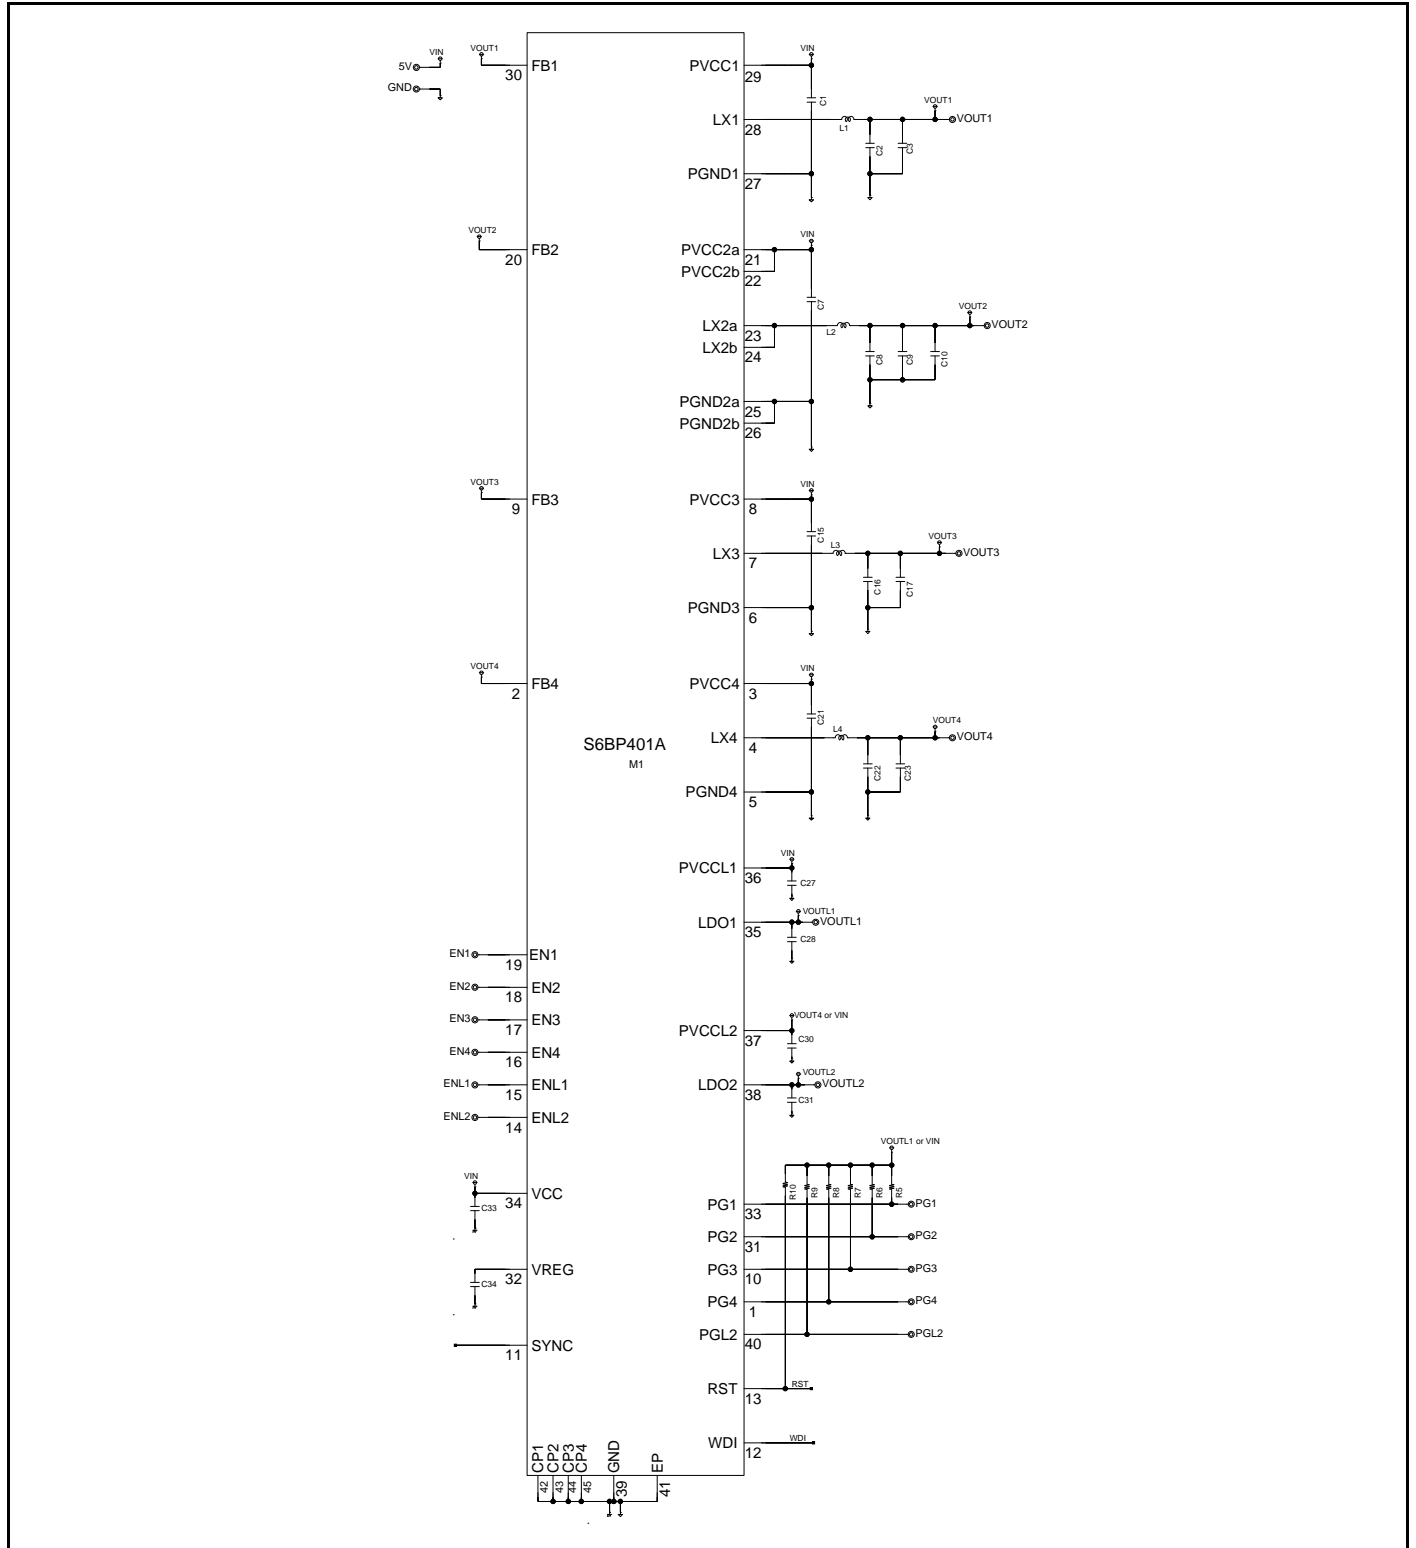 VIN
5V
GND
VOUT1
FB1
30
VOUT2
FB2
20
VOUT3
FB3
9
VOUT4
FB4
2
EN1
EN1
19
EN2
EN2
18
EN3
EN3
17
EN4
EN4
16
ENL1
ENL1
15
ENL2
ENL2
14
VIN
VCC
34
C33
VREG
32
C34
SYNC
11
S6BP401A
M1
CP1
42
CP2
43
CP3
44
CP4
45
GND
39
EP
41
VIN
PVCC1
29
C1
VOUT1
LX1
28
L1
VOUT1
C2
C3
PGND1
27
VIN
PVCC2a
21
PVCC2b
22
C7
VOUT2
LX2a
23
L2
VOUT2
LX2b
24
C8
C9
C10
PGND2a
25
PGND2b
26
VIN
PVCC3
8
C15
VOUT3
LX3
7
L3
VOUT3
C16
C17
PGND3
6
VIN
PVCC4
3
C21
VOUT4
LX4
4
L4
VOUT4
C22
C23
PGND4
5
VIN
PVCCL1
36
C27
VOUTL1
LDO1
35
VOUTL1
C28
VOUT4 or VIN
PVCCL2
37
C30
VOUTL2
LDO2
38
VOUTL2
C31
VOUTL1 or VIN
R10
R9
R8
R7
R6
R5
PG1
33
PG1
PG2
31
PG2
PG3
10
PG3
PG4
1
PG4
PGL2
40
PGL2
RST
13
RST
WDI
12
WDI